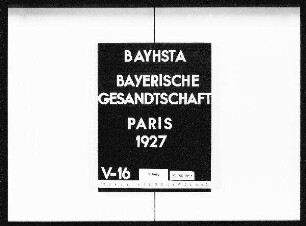 BAYHSTA
BAYERISCHE
GESANDTSCHAFT
PARIS
1927
V-16